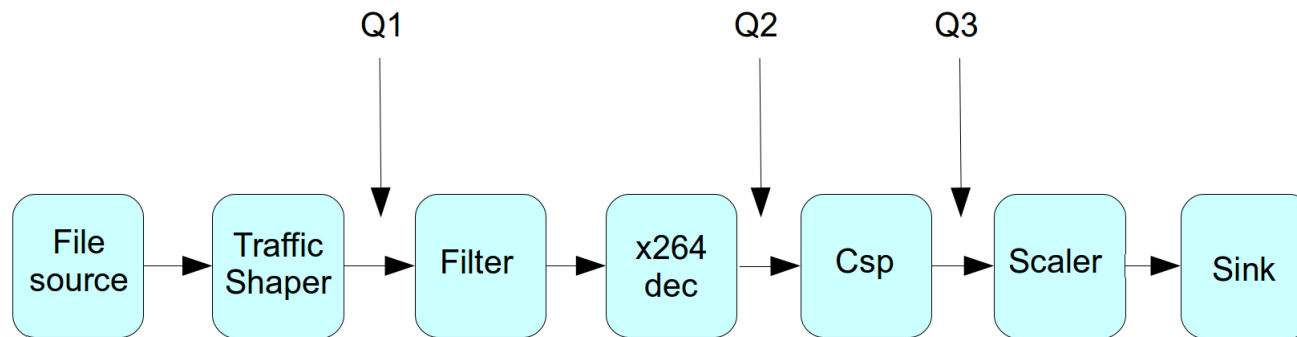 Q1
Q2
Q3
File
source
Traffic
Shaper
Filter
x264
dec
Csp
Scaler
Sink